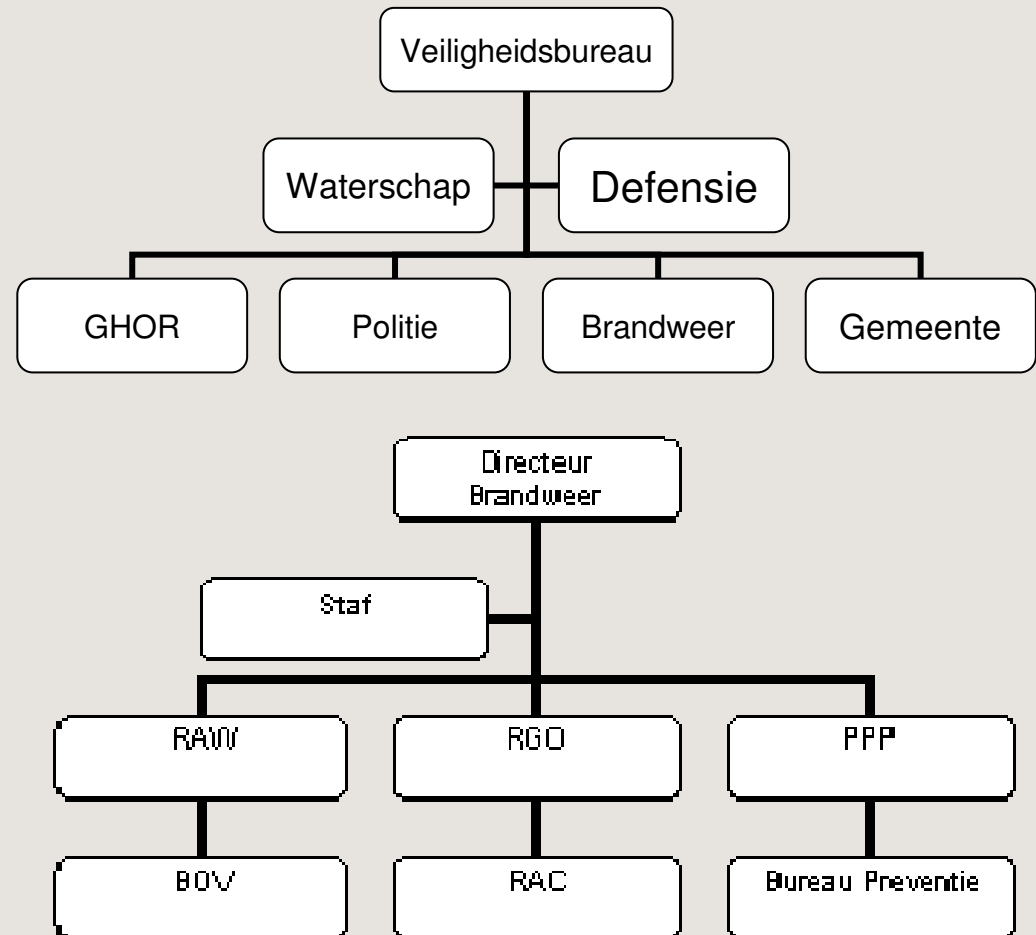 Veiligheidsbureau
Waterschap
Defensie
GHOR
Politie
Brandweer
Gemeente
Directeur
Brandweer
Staf
RAW
RGO
PPP
BOV
RAC
Bureau Preventie